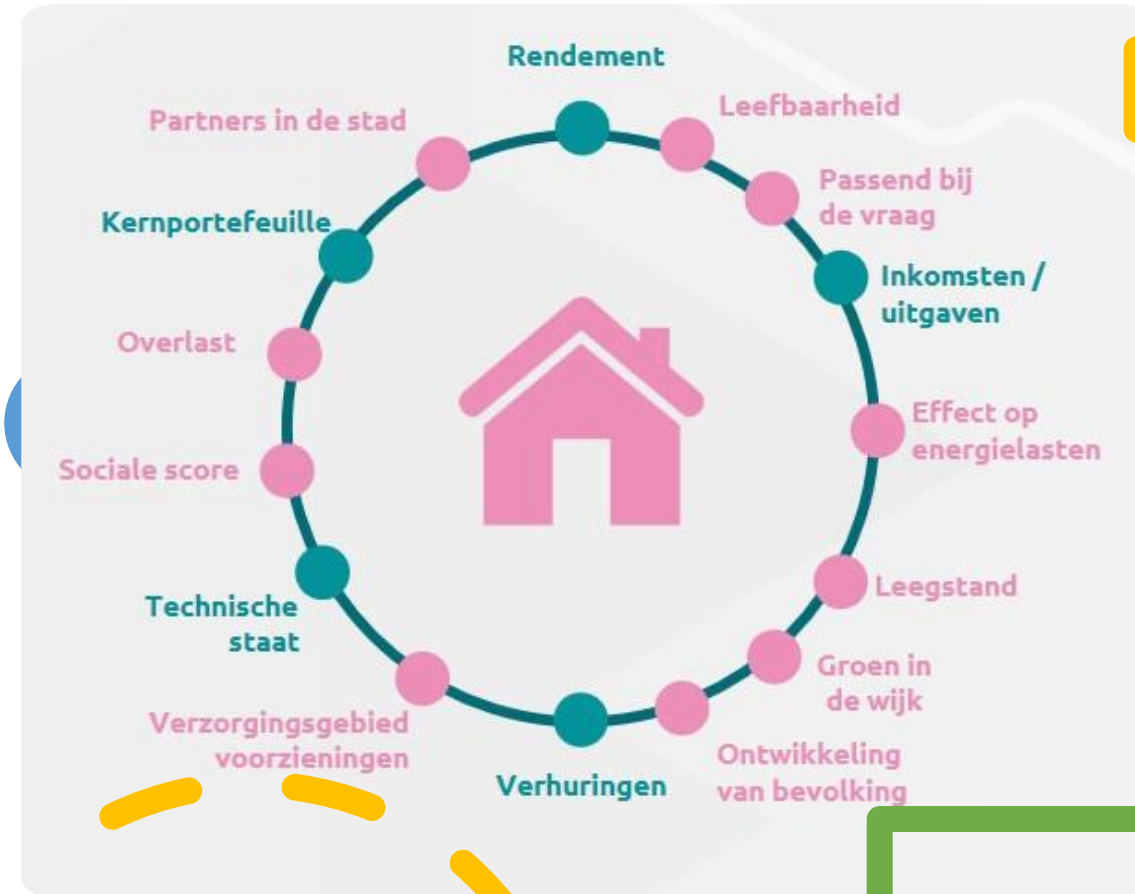 Rendement
Leefbaarheid
Passend bij
de vraag
Inkomsten /
uitgaven
Effect op
energielasten
Leegstand
Groen in
de wijk
Ontwikkeling
van bevolking
Verhuringen
Verzorgingsgebied
voorzieningen
Technische
staat
Sociale score
Overlast
Kernportefeuille
Partners in de stad